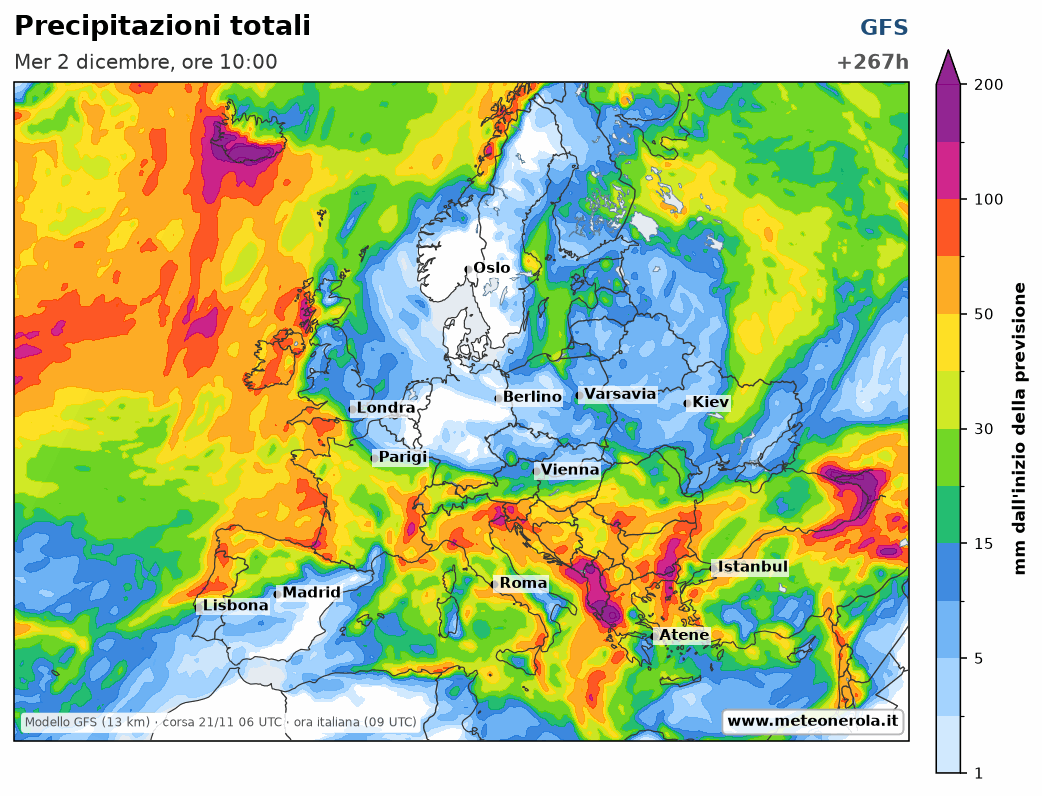 Precipitazioni totali
GFS
Mer 2 dicembre, ore 10:00
+267h
200
100
50
30
15
5
1
mm dall'inizio della previsione
Oslo
Berlino
Varsavia
Kiev
Londra
Parigi
Vienna
Istanbul
Roma
Madrid
Lisbona
Atene
Modello GFS (13 km) · corsa 21/11 06 UTC · ora italiana (09 UTC)
www.meteonerola.it